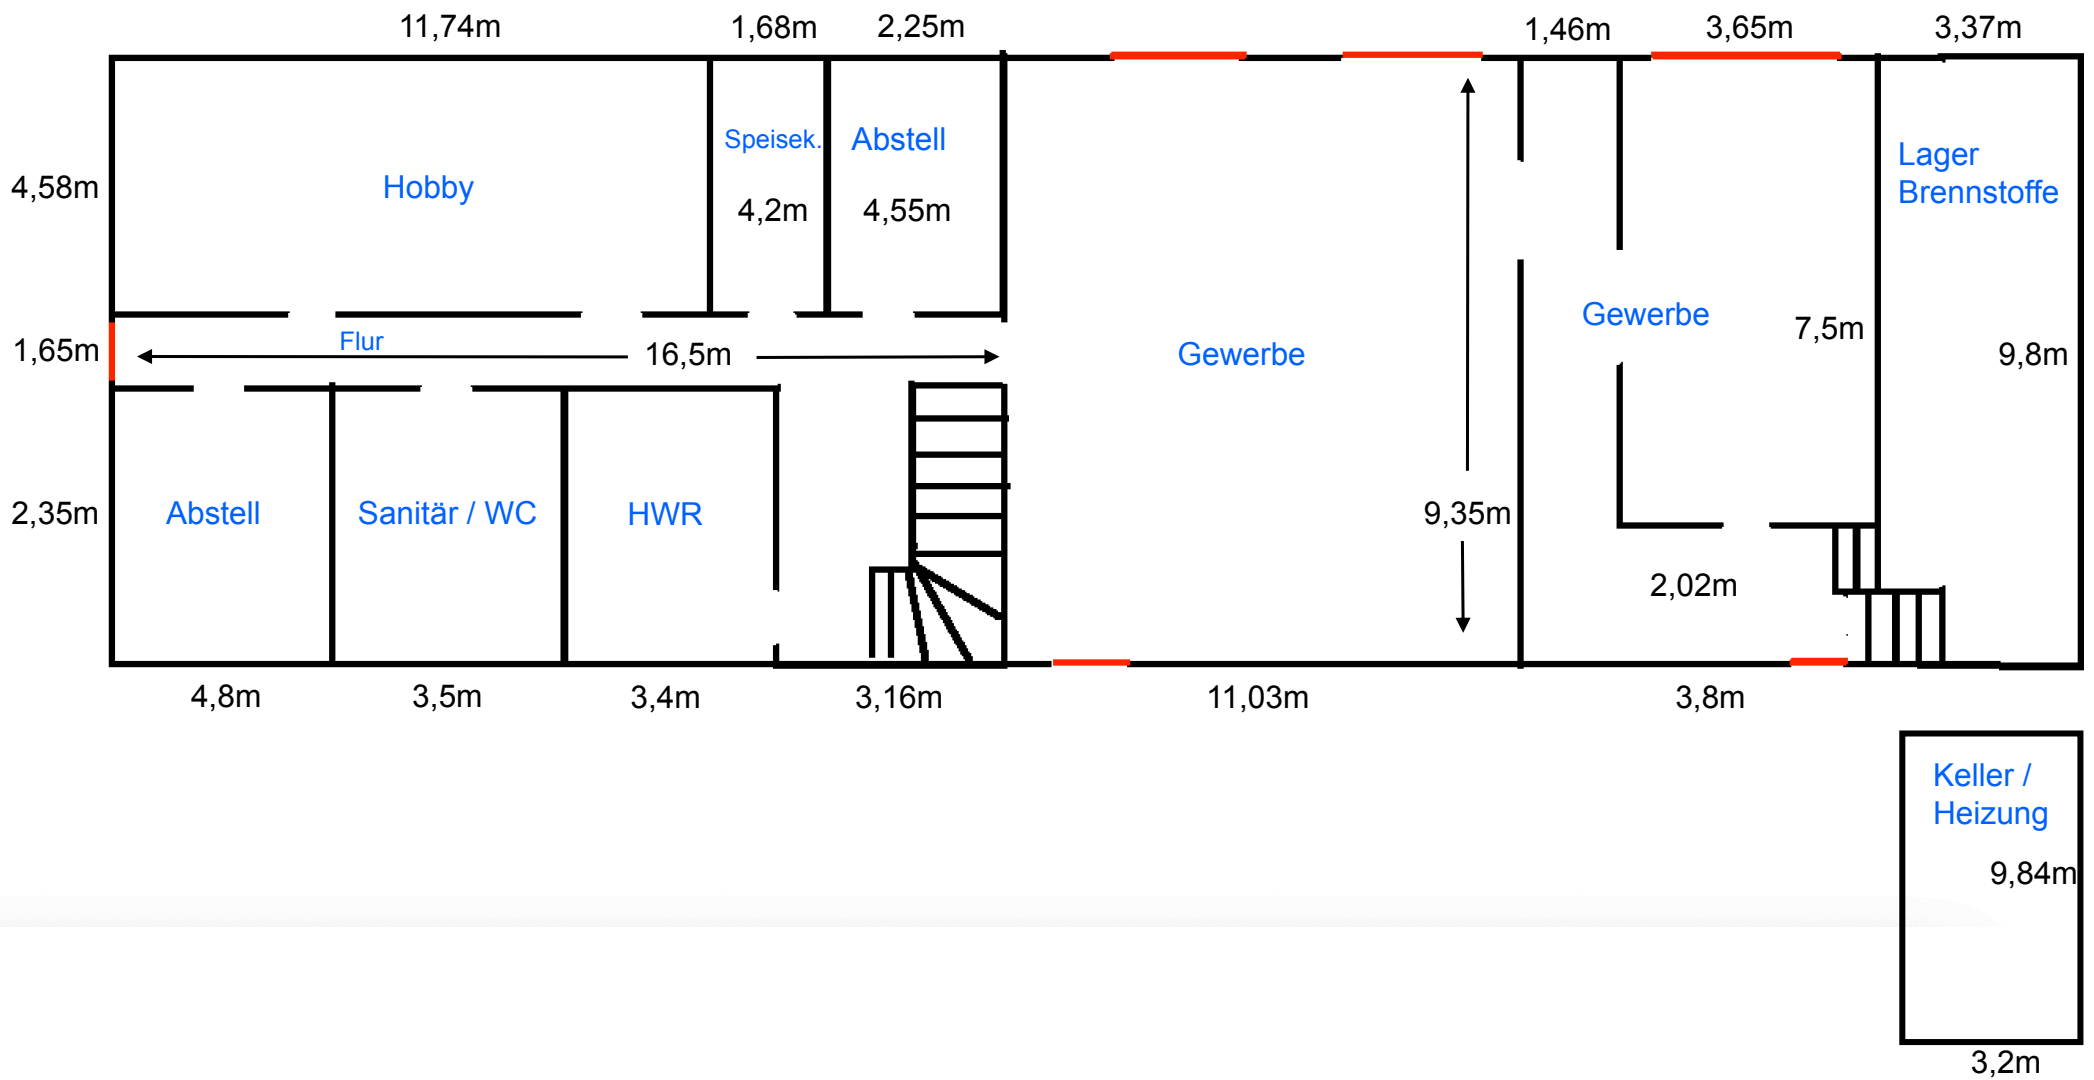 11,74m
1,68m
2,25m
1,46m
3,65m
3,37m
Speisek.
Abstell
Lager
Brennstoffe
4,58m
Hobby
4,2m
4,55m
Gewerbe
7,5m
1,65m
Flur
16,5m
Gewerbe
9,8m
2,35m
Abstell
Sanitär / WC
HWR
9,35m
2,02m
4,8m
3,5m
3,4m
3,16m
11,03m
3,8m
Keller /
Heizung
9,84m
3,2m